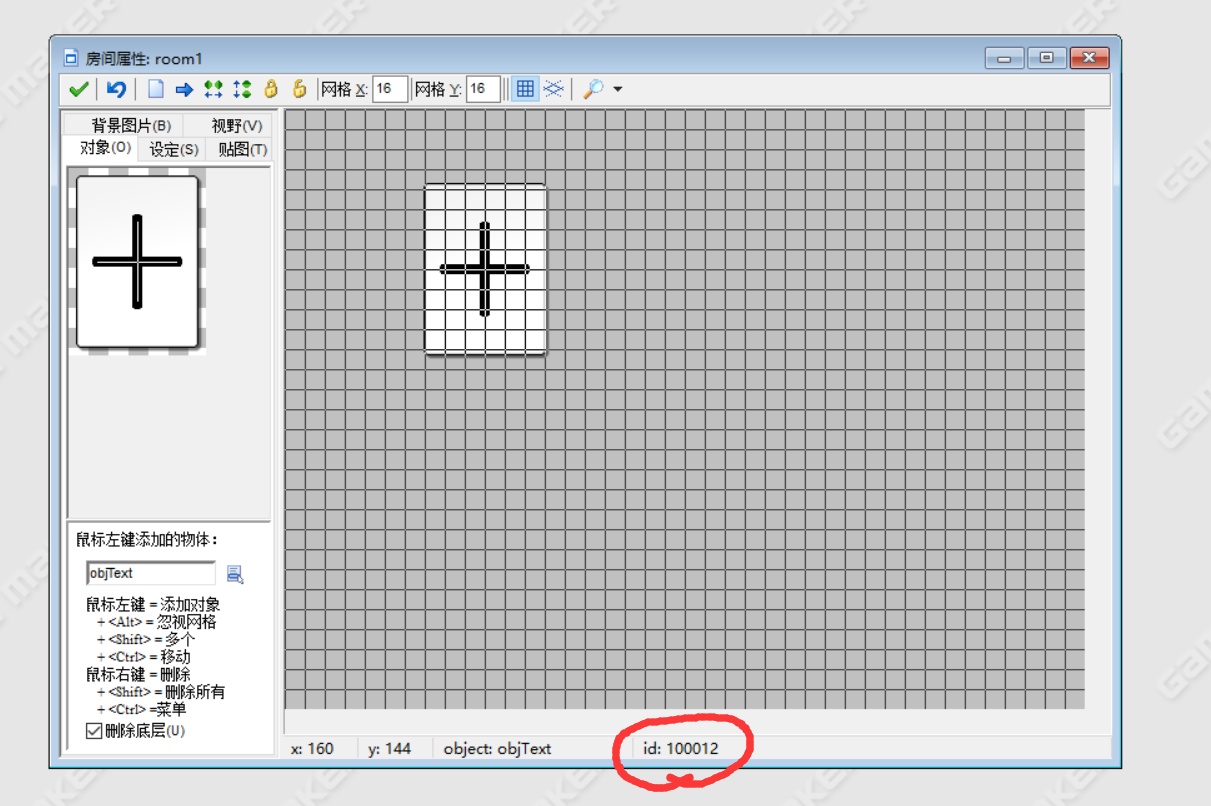 房间属性: room1
网格 X: 16 网格 Y: 16
背景图片(B) 视野(V)
对象(O) 设定(S) 贴图(T)
鼠标左键添加的物体：
objText
鼠标左键 = 添加对象
+ <Alt> = 忽视网格
+ <Shift> = 多个
+ <Ctrl> = 移动
鼠标右键 = 删除
+ <Shift> = 删除所有
+ <Ctrl> =菜单
删除底层(U)
x: 160 y: 144 object: objText id: 100012